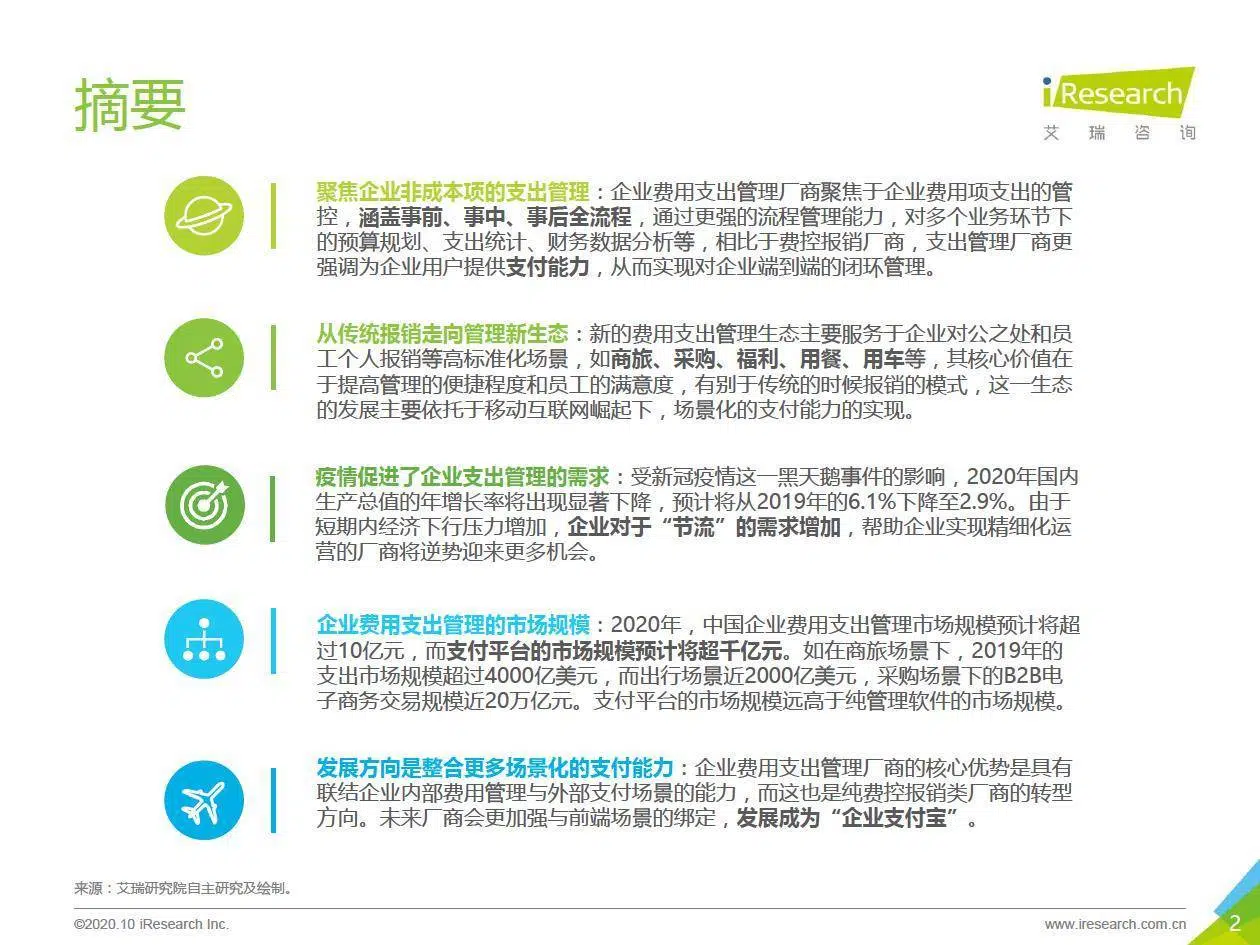 摘要
iResearch
艾瑞咨询
聚焦企业非成本项的支出管理：企业费用支出管理厂商聚焦于企业费用项支出的管
控，涵盖事前、事中、事后全流程，通过更强的流程管理能力，对多个业务环节下
的预算规划、支出统计、财务数据分析等，相比于费控报销厂商，支出管理厂商更
强调为企业用户提供支付能力，从而实现对企业端到端的闭环管理。
从传统报销走向管理新生态：新的费用支出管理生态主要服务于企业对公之处和员
工个人报销等高标准化场景，如商旅、采购、福利、用餐、用车等，其核心价值在
于提高管理的便捷程度和员工的满意度，有别于传统的时候报销的模式，这一生态
的发展主要依托于移动互联网崛起下，场景化的支付能力的实现。
疫情促进了企业支出管理的需求：受新冠疫情这一黑天鹅事件的影响，2020年国内
生产总值的年增长率将出现显著下降，预计将从2019年的6.1%下降至2.9%。由于
短期内经济下行压力增加，企业对于“节流”的需求增加，帮助企业实现精细化运
营的厂商将逆势迎来更多机会。
企业费用支出管理的市场规模：2020年，中国企业费用支出管理市场规模预计将超
过10亿元，而支付平台的市场规模预计将超千亿元。如在商旅场景下，2019年的
支出市场规模超过4000亿美元，而出行场景近2000亿美元，采购场景下的B2B电
子商务交易规模近20万亿元。支付平台的市场规模远高于纯管理软件的市场规模。
发展方向是整合更多场景化的支付能力：企业费用支出管理厂商的核心优势是具有
联结企业内部费用管理与外部支付场景的能力，而这也是纯费控报销类厂商的转型
方向。未来厂商会更加强与前端场景的绑定，发展成为“企业支付宝”。
来源：艾瑞研究院自主研究及绘制。
©2020.10 iResearch Inc.
www.iresearch.com.cn
2